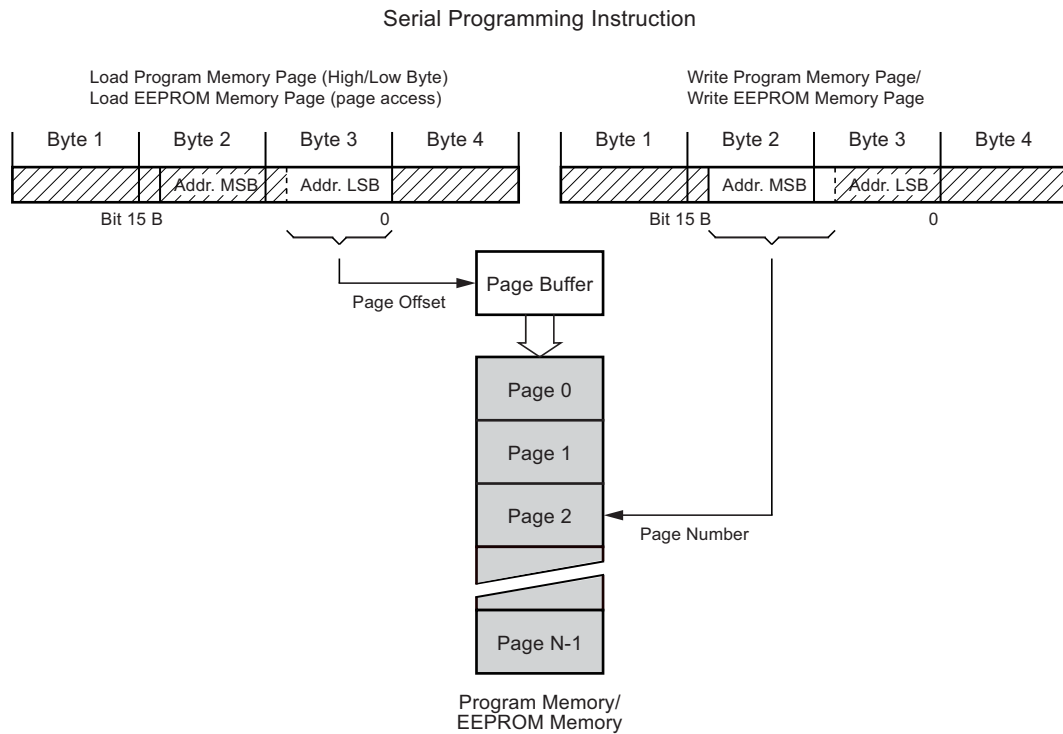 Serial Programming Instruction
Load Program Memory Page (High/Low Byte)
Load EEPROM Memory Page (page access)
Write Program Memory Page/
Write EEPROM Memory Page
Byte 1 Byte 2 Byte 3 Byte 4
Byte 1 Byte 2 Byte 3 Byte 4
Addr. MSB Addr. LSB
Addr. MSB Addr. LSB
Bit 15 B 0
Bit 15 B 0
Page Buffer
Page Offset
Page 0
Page 1
Page 2
Page Number
Page N-1
Program Memory/
EEPROM Memory